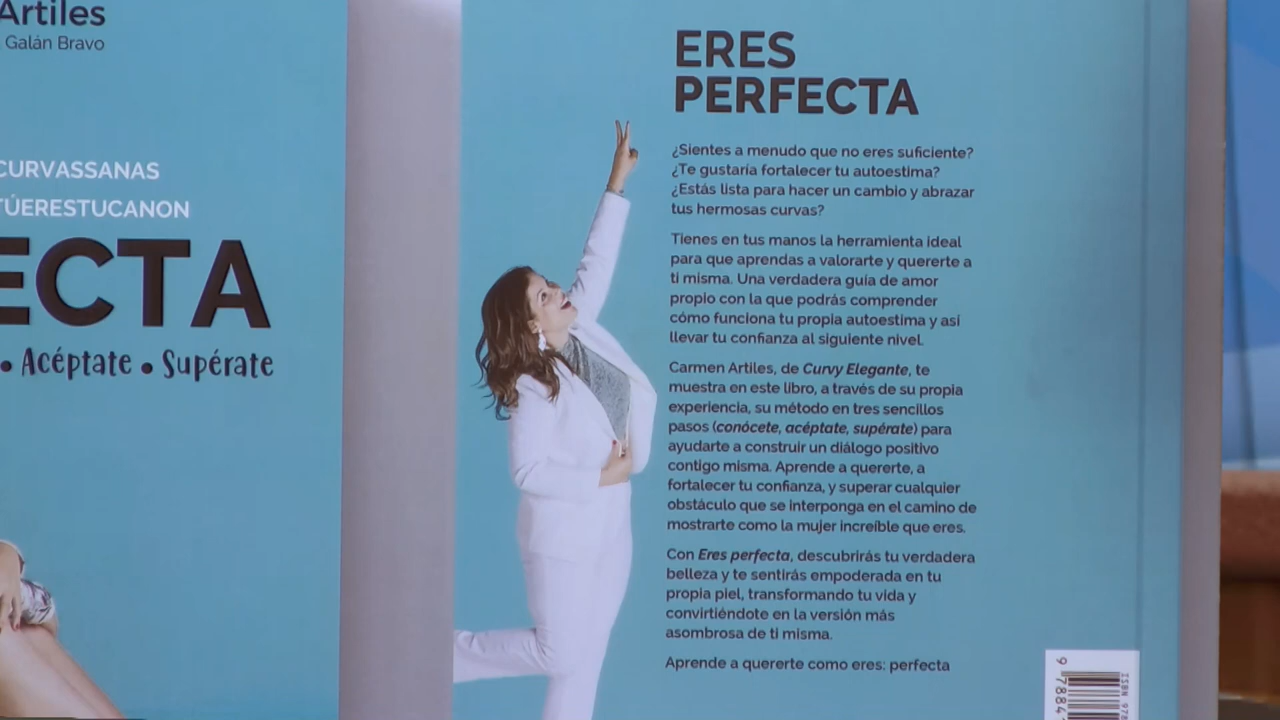 Artiles
Galán Bravo
CURVASSANAS
TÚERESTUCANON
ECTA
• Acéptate • Supérate
ERES
PERFECTA
¿Sientes a menudo que no eres suficiente?
¿Te gustaría fortalecer tu autoestima?
¿Estás lista para hacer un cambio y abrazar
tus hermosas curvas?
Tienes en tus manos la herramienta ideal
para que aprendas a valorarte y quererte a
ti misma. Una verdadera guía de amor
propio con la que podrás comprender
cómo funciona tu propia autoestima y así
llevar tu confianza al siguiente nivel.
Carmen Artiles, de Curvy Elegante, te
muestra en este libro, a través de su propia
experiencia, su método en tres sencillos
pasos (conócete, acéptate, supérate) para
ayudarte a construir un diálogo positivo
contigo misma. Aprende a quererte, a
fortalecer tu confianza, y superar cualquier
obstáculo que se interponga en el camino de
mostrarte como la mujer increíble que eres.
Con Eres perfecta, descubrirás tu verdadera
belleza y te sentirás empoderada en tu
propia piel, transformando tu vida y
convirtiéndote en la versión más
asombrosa de ti misma.
Aprende a quererte como eres: perfecta
ISBN 97
9 7884